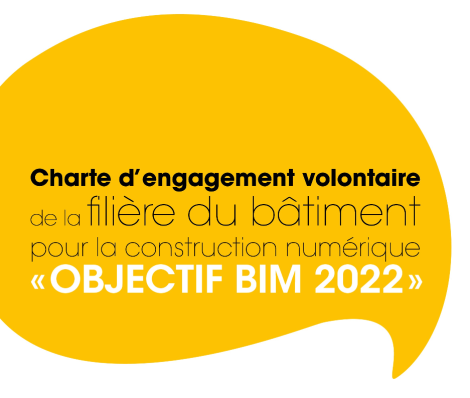 Charte d'engagement volontaire
de la filière du bâtiment
pour la construction numérique
« OBJECTIF BIM 2022 »